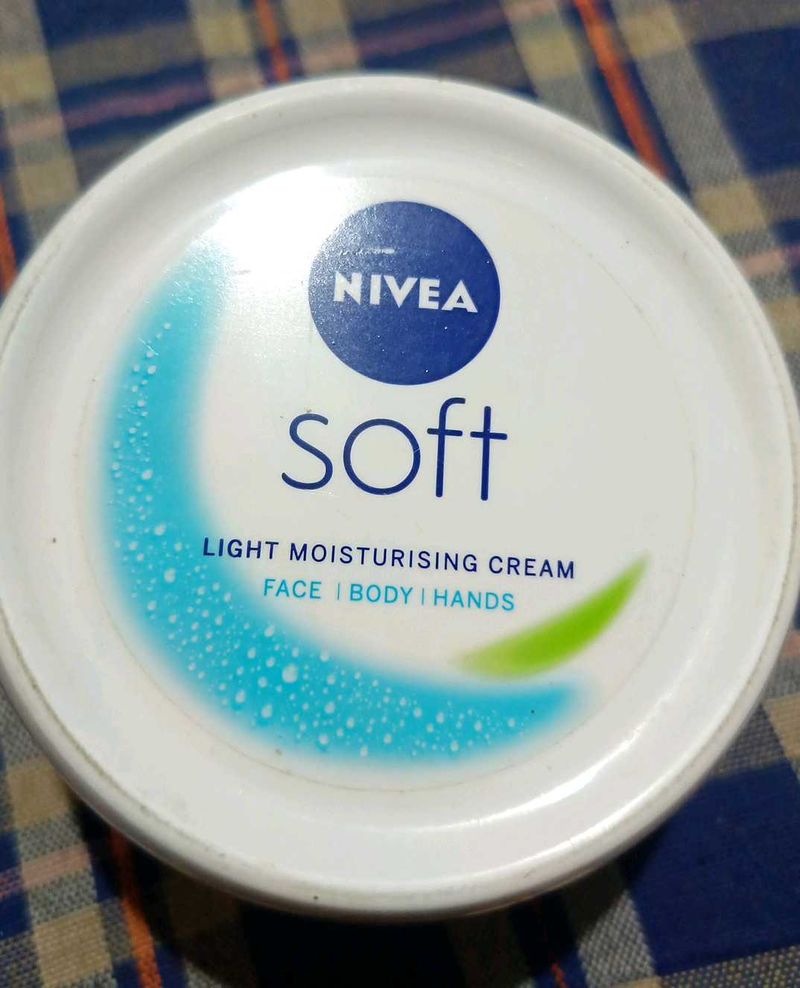 NIVEA
soft
LIGHT MOISTURISING CREAM
FACE | BODY | HANDS